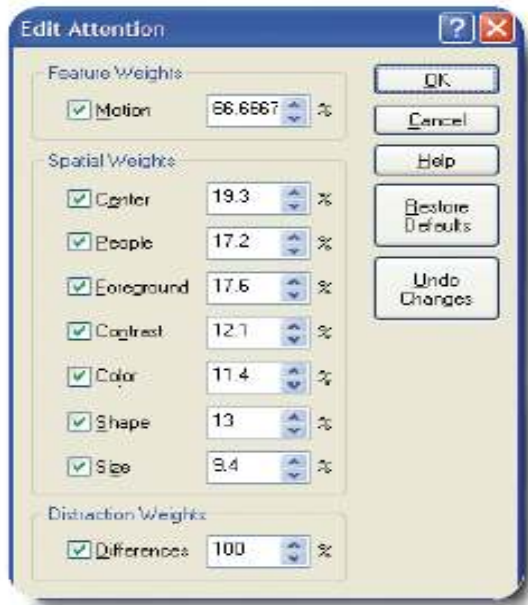 Edit Attention
Feature Weights
Motion 66.6667 %
Spatial Weights
Center 19.3 %
People 17.2 %
Foreground 17.6 %
Contrast 12.1 %
Color 11.4 %
Shape 13 %
Size 9.4 %
Distraction Weights
Differences 100 %
OK
Cancel
Help
Restore
Defaults
Undo
Changes